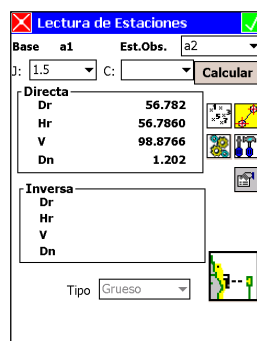 Lectura de Estaciones
Base a1 Est.Obs. a2
J: 1.5 C: Calcular
Directa
Dr 56.782
Hr 56.7860
V 98.8766
Dn 1.202
Inversa
Dr
Hr
V
Dn
Tipo Grueso